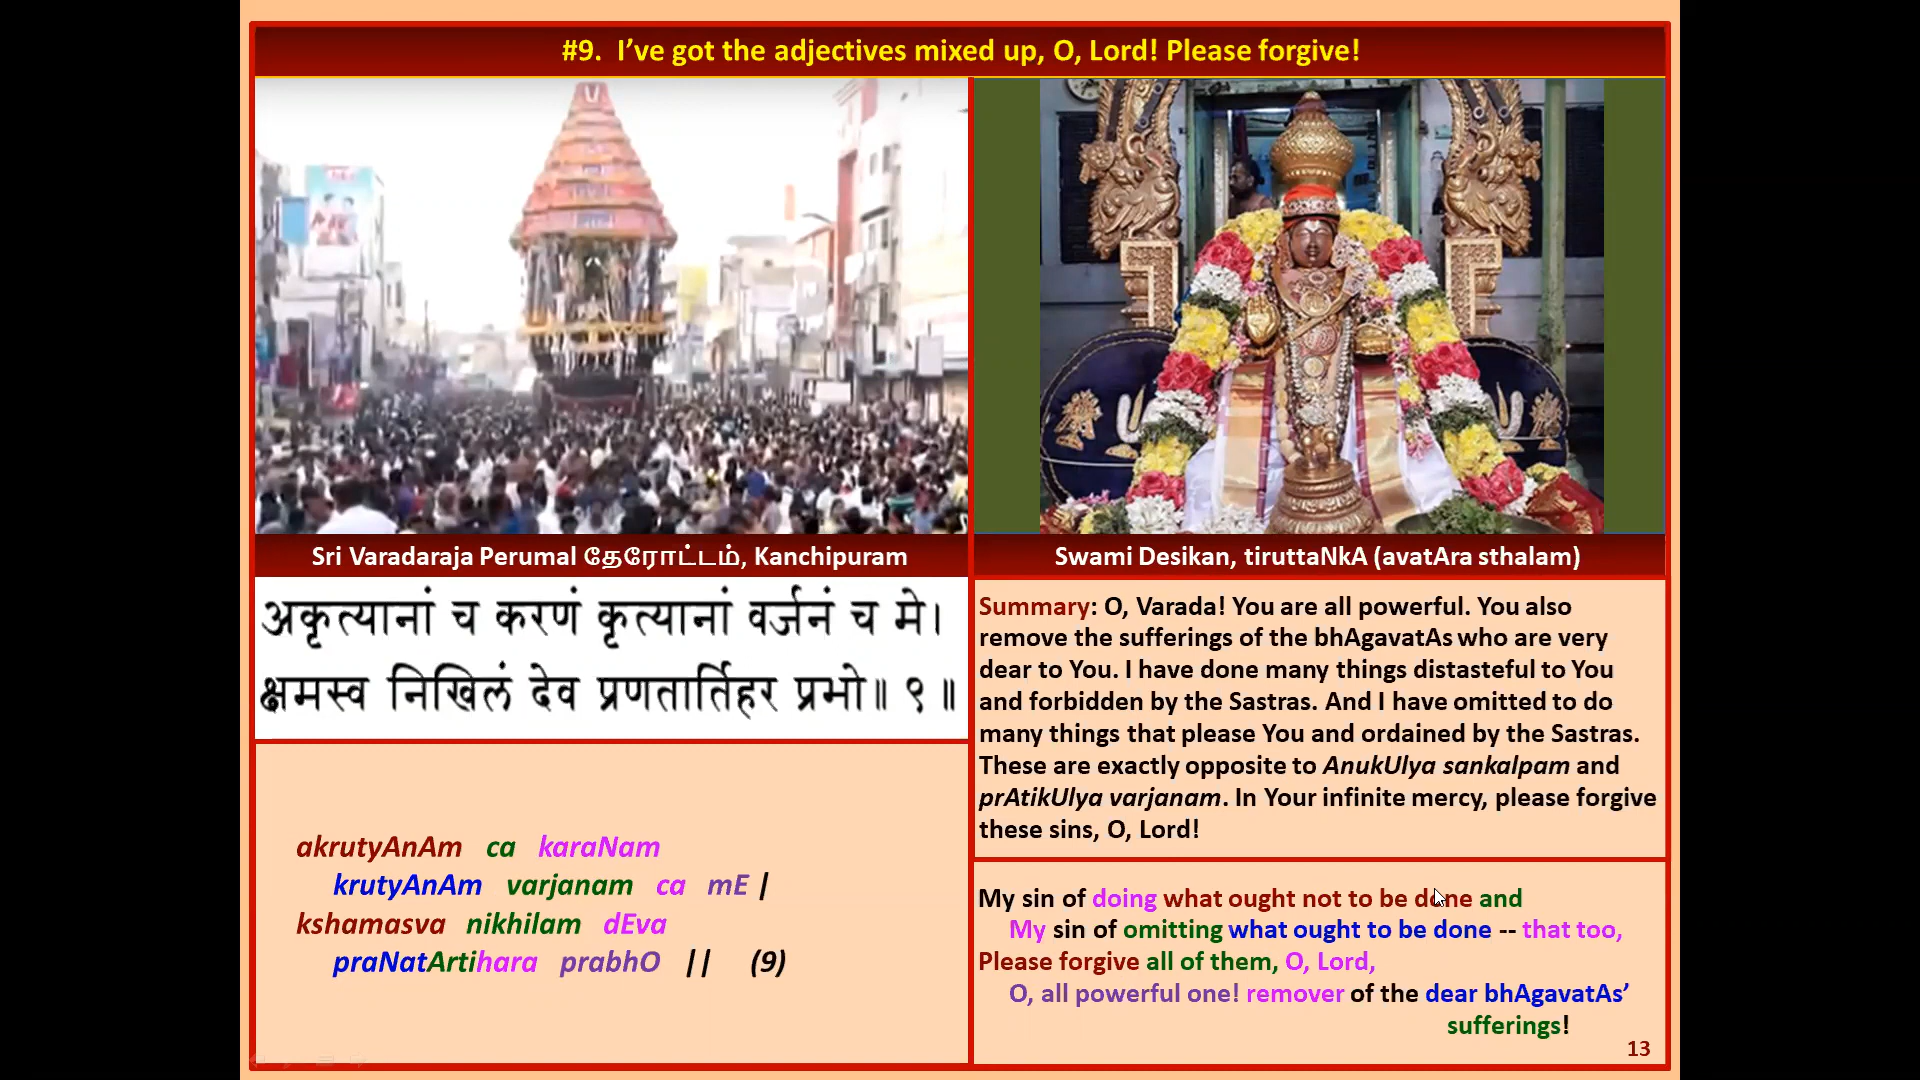 #9. I’ve got the adjectives mixed up, O, Lord! Please forgive!
Sri Varadaraja Perumal தேரோட்டம், Kanchipuram
अकृत्यानां च करणं कृत्यानां वर्जनं च मे।
क्षमस्व निखिलं देव प्रणतार्तिहर प्रभो॥ ९ ॥
akrutyAnAm ca karaNam
krutyAnAm varjanam ca mE |
kshamasva nikhilam dEva
praNatArtihara prabhO || (9)
Swami Desikan, tiruttaNkA (avatAra sthalam)
Summary: O, Varada! You are all powerful. You also
remove the sufferings of the bhAgavatAs who are very
dear to You. I have done many things distasteful to You
and forbidden by the Sastras. And I have omitted to do
many things that please You and ordained by the Sastras.
These are exactly opposite to AnukUlya sankalpam and
prAtikUlya varjanam. In Your infinite mercy, please forgive
these sins, O, Lord!
My sin of doing what ought not to be done and
My sin of omitting what ought to be done -- that too,
Please forgive all of them, O, Lord,
O, all powerful one! remover of the dear bhAgavatAs’
sufferings!
13